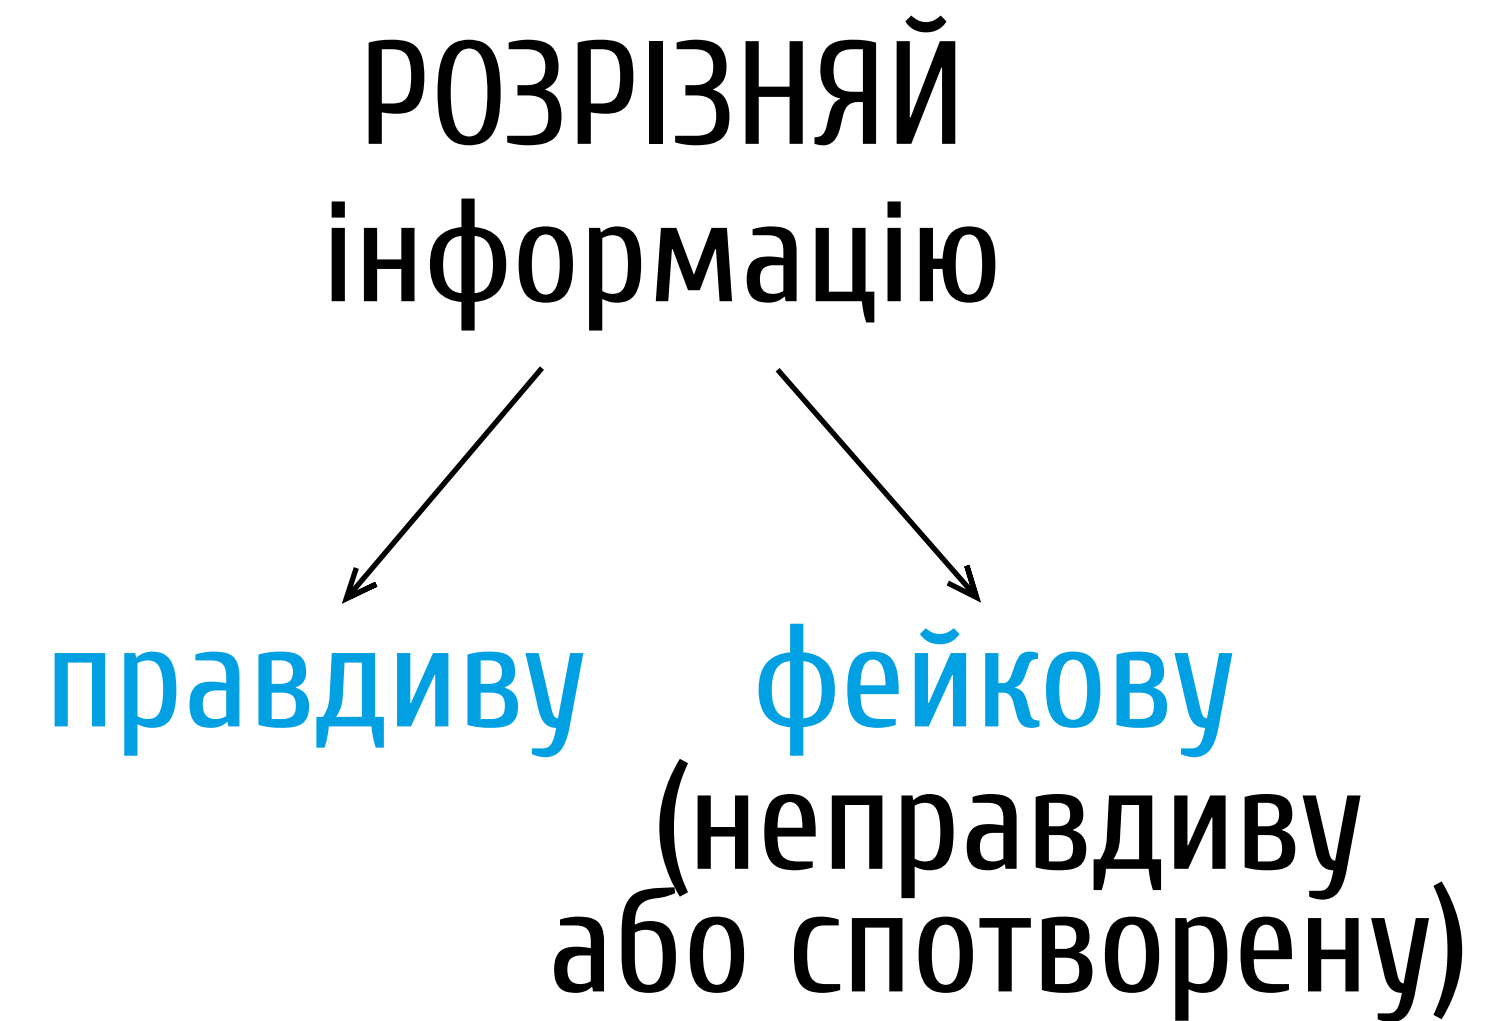 РОЗРІЗНЯЙ
інформацію
правдиву фейкову
(неправдиву
або спотворену)